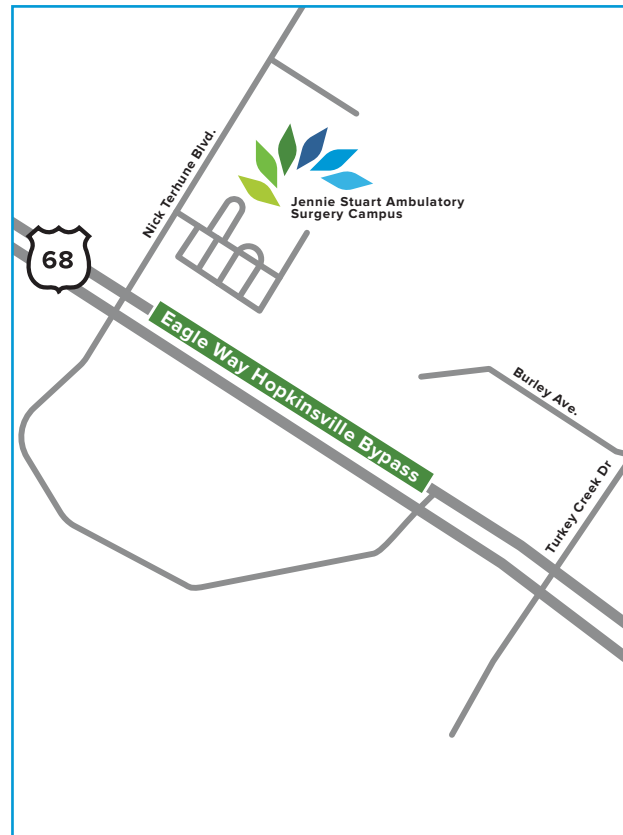 Nick Terhune Blvd.
Jennie Stuart Ambulatory
Surgery Campus
68
Eagle Way Hopkinsville Bypass
Burley Ave.
Turkey Creek Dr